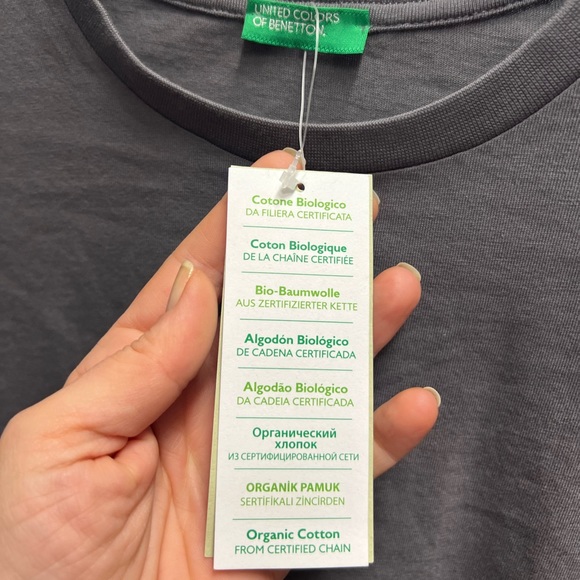 UNITED COLORS
OF BENETTON.
Cotone Biologico
DA FILIERA CERTIFICATA
Coton Biologique
DE LA CHAÎNE CERTIFIÉE
Bio-Baumwolle
AUS ZERTIFIZIERTER KETTE
Algodón Biológico
DE CADENA CERTIFICADA
Algodão Biológico
DA CADEIA CERTIFICADA
Органический
хлопок
ИЗ СЕРТИФИЦИРОВАННОЙ СЕТИ
ORGANİK PAMUK
SERTİFİKALI ZİNCİRDEN
Organic Cotton
FROM CERTIFIED CHAIN